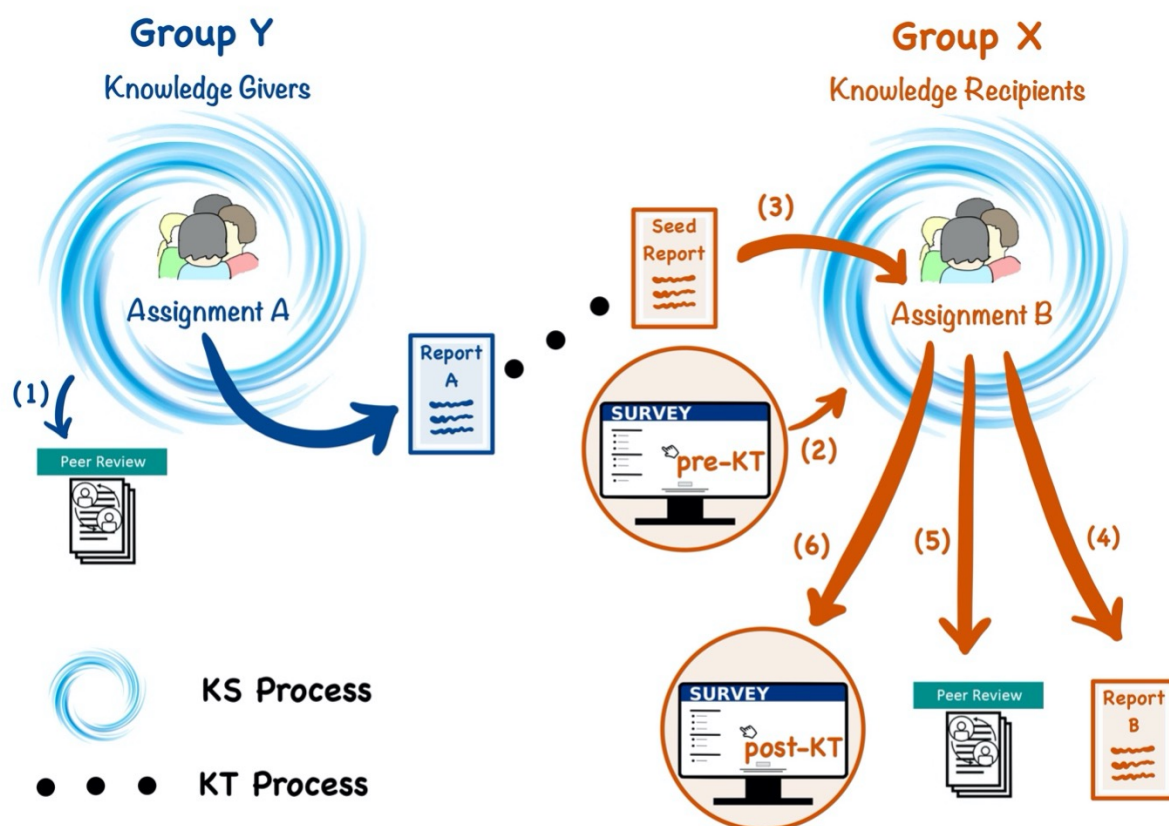 Group Y
Knowledge Givers
Assignment A
(1)
Peer Review
Report
A
Group X
Knowledge Recipients
Seed
Report
(3)
Assignment B
SURVEY
pre-KT
(2)
(6)
(5)
(4)
SURVEY
post-KT
Peer Review
Report
B
KS Process
KT Process